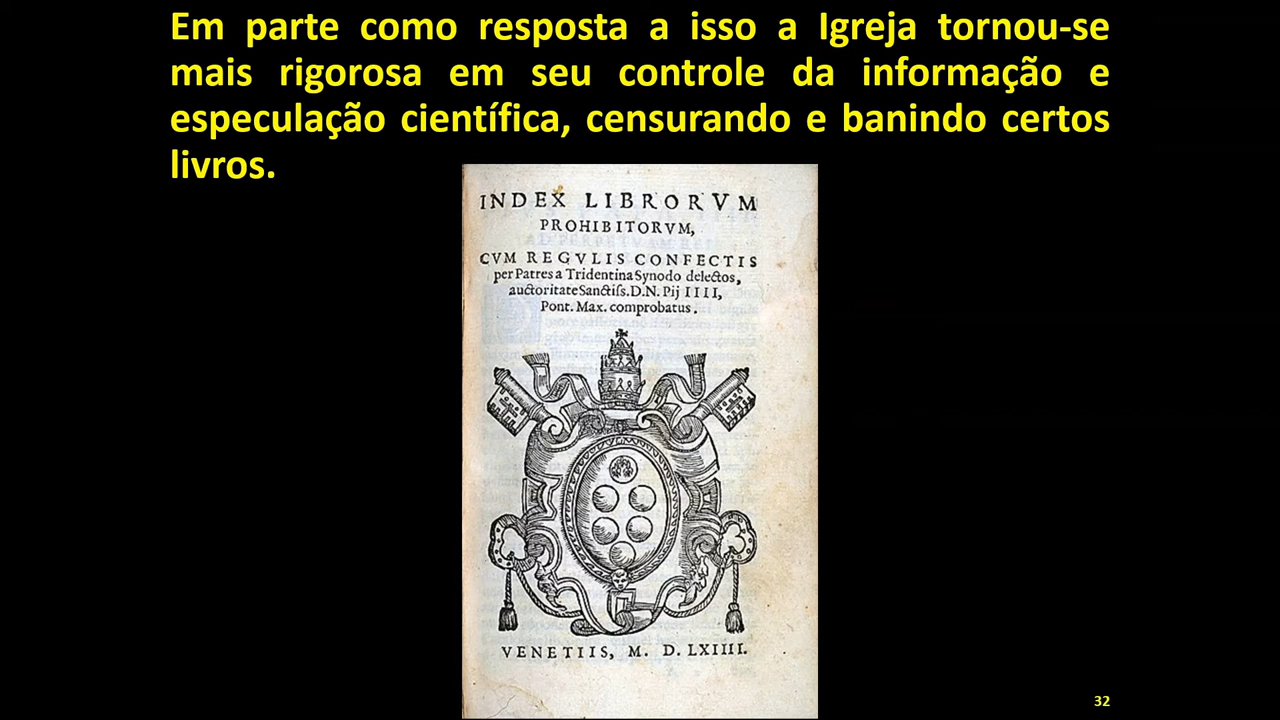 Em parte como resposta a isso a Igreja tornou-se
mais rigorosa em seu controle da informação e
especulação científica, censurando e banindo certos
livros.
INDEX LIBRORVM
PROHIBITORVM,
CVM REGVLIS CONFECTIS
per Patres a Tridentina Synodo delectos,
auctoritate Sanctiſs. D. N. Pij IIII,
Pont. Max. comprobatus.
VENETIIS, M. D. LXIIII.
32